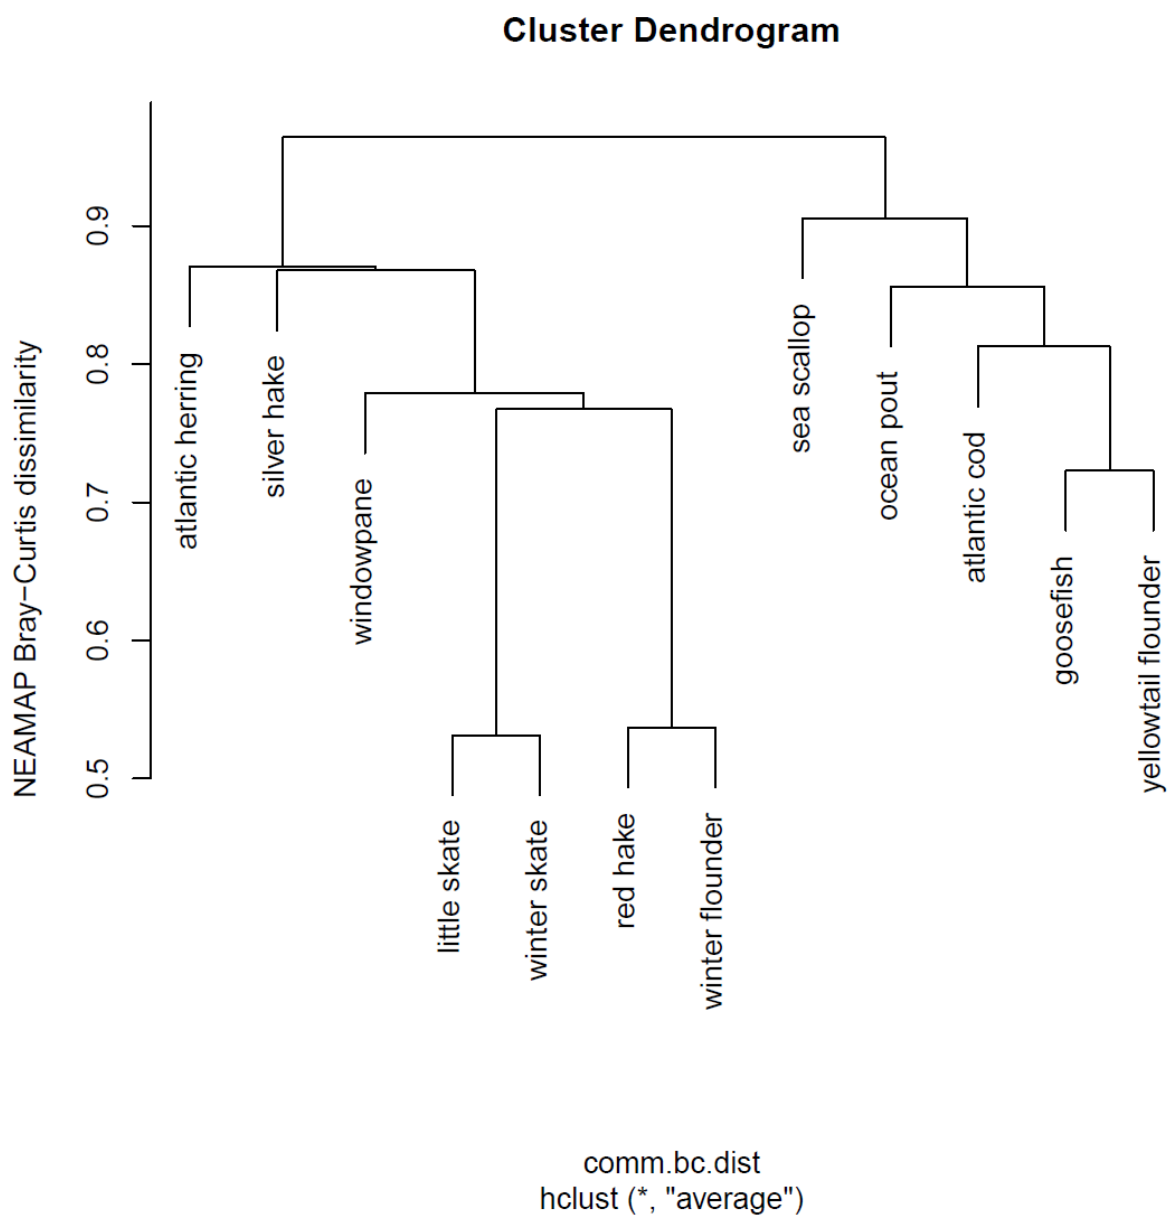 Cluster Dendrogram
NEAMAP Bray−Curtis dissimilarity
0.9
0.8
0.7
0.6
0.5
atlantic herring
silver hake
windowpane
little skate
winter skate
red hake
winter flounder
sea scallop
ocean pout
atlantic cod
goosefish
yellowtail flounder
comm.bc.dist
hclust (*, "average")